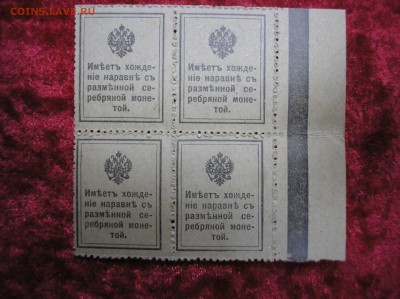 COINS.LAVE.RU
Имѣетъ хожде-
ніе наравнѣ съ
размѣнной се-
ребряной моне-
той.
Имѣетъ хожде-
ніе наравнѣ съ
размѣнной се-
ребряной моне-
той.
Имѣетъ хожде-
ніе наравнѣ съ
размѣнной се-
ребряной моне-
той.
Имѣетъ хожде-
ніе наравнѣ съ
размѣнной се-
ребряной моне-
той.